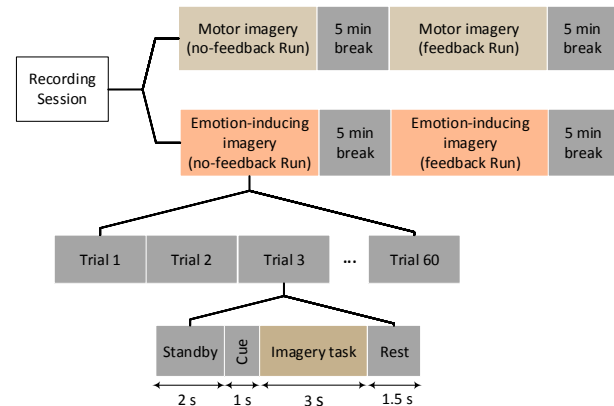 Motor imagery
(no-feedback Run)
5 min
break
Motor imagery
(feedback Run)
5 min
break
Recording
Session
Emotion-inducing
imagery
(no-feedback Run)
5 min
break
Emotion-inducing
imagery
(feedback Run)
5 min
break
Trial 1
Trial 2
Trial 3
...
Trial 60
Standby
Cue
Imagery task
Rest
2 s
1 s
3 s
1.5 s